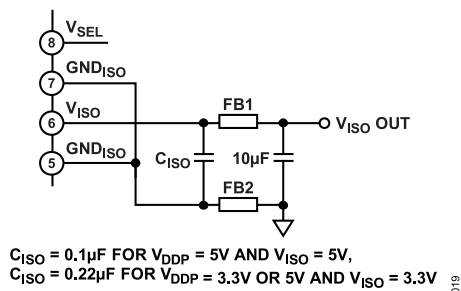 8 VSEL
7 GNDISO
6 VISO
5 GNDISO
FB1
VISO OUT
CISO
10µF
FB2
CISO = 0.1µF FOR VDDP = 5V AND VISO = 5V,
CISO = 0.22µF FOR VDDP = 3.3V OR 5V AND VISO = 3.3V
019